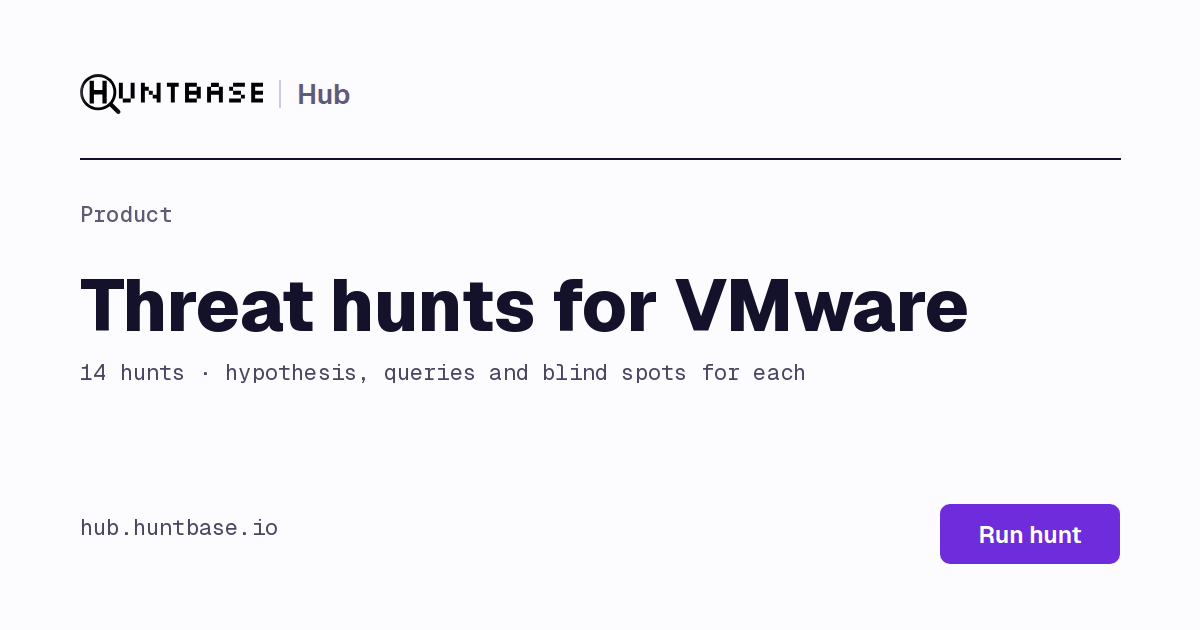 HUNTBASE | Hub
Product
Threat hunts for VMware
14 hunts · hypothesis, queries and blind spots for each
hub.huntbase.io
Run hunt